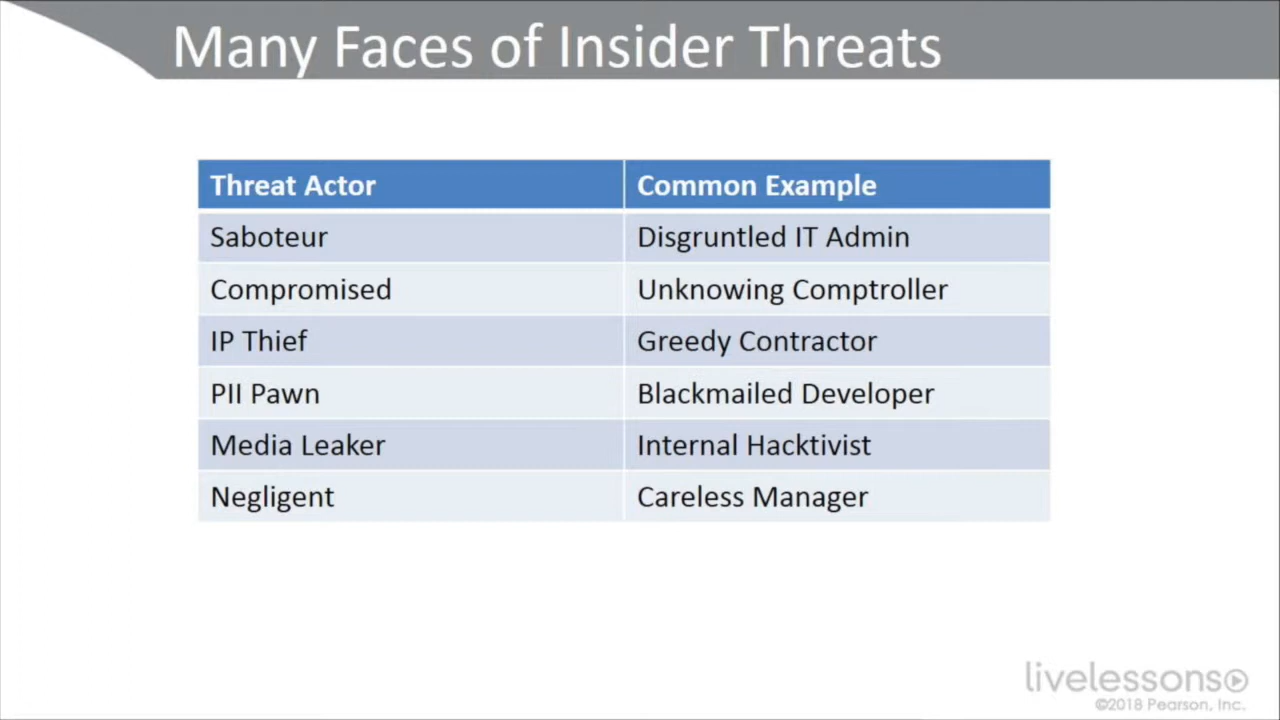 Many Faces of Insider Threats
Threat Actor Common Example
Saboteur Disgruntled IT Admin
Compromised Unknowing Comptroller
IP Thief Greedy Contractor
PII Pawn Blackmailed Developer
Media Leaker Internal Hacktivist
Negligent Careless Manager
livelessons
©2018 Pearson, Inc.